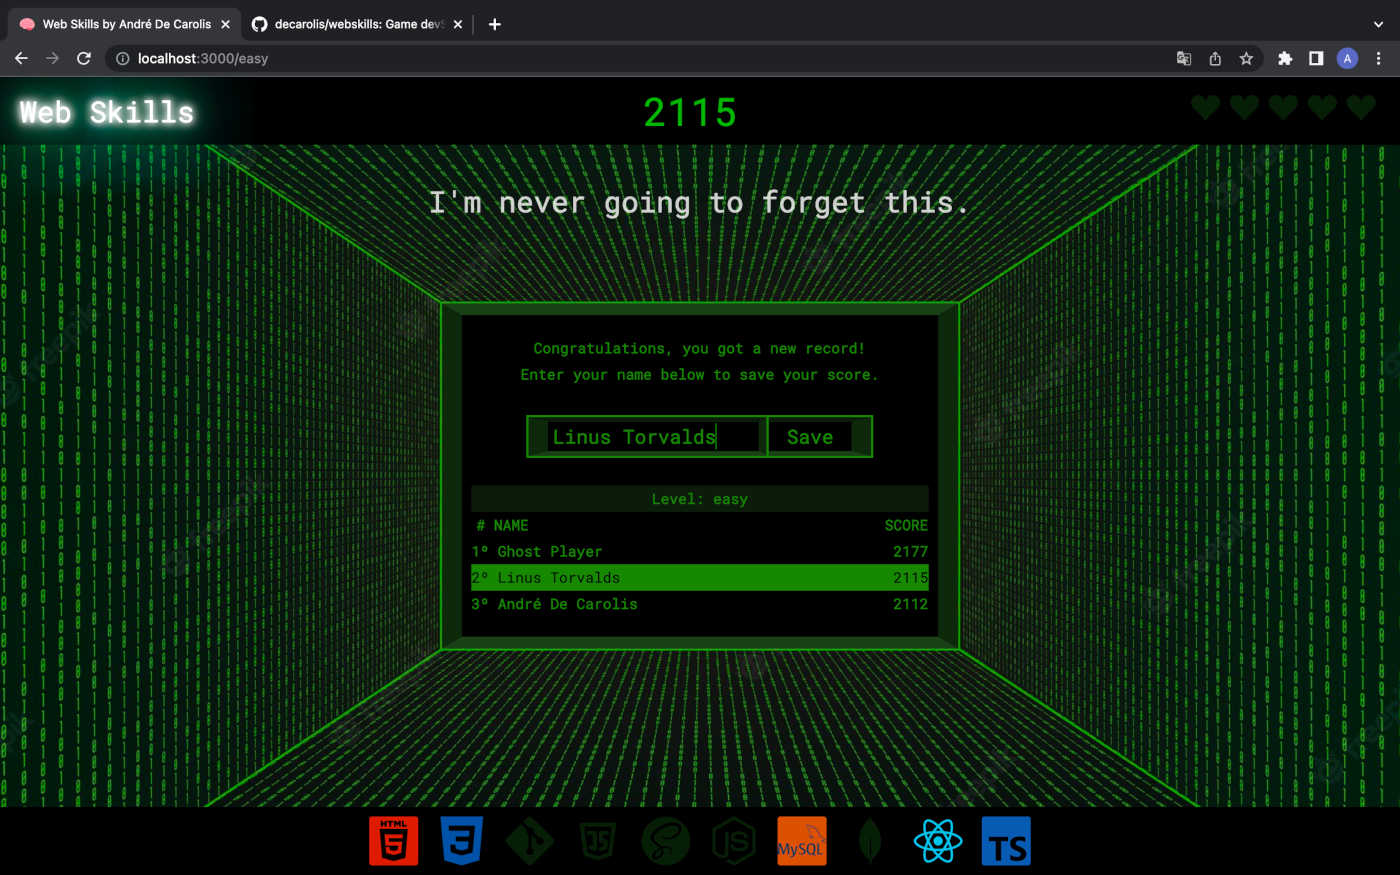 Web Skills by André De Carolis
decarolis/webskills: Game dev
localhost:3000/easy
A
Web Skills
2115
I'm never going to forget this.
Congratulations, you got a new record!
Enter your name below to save your score.
Linus Torvalds
Save
Level: easy
# NAME SCORE
1º Ghost Player 2177
2º Linus Torvalds 2115
3º André De Carolis 2112
HTML
5
3
JS
JS
MySQL
TS